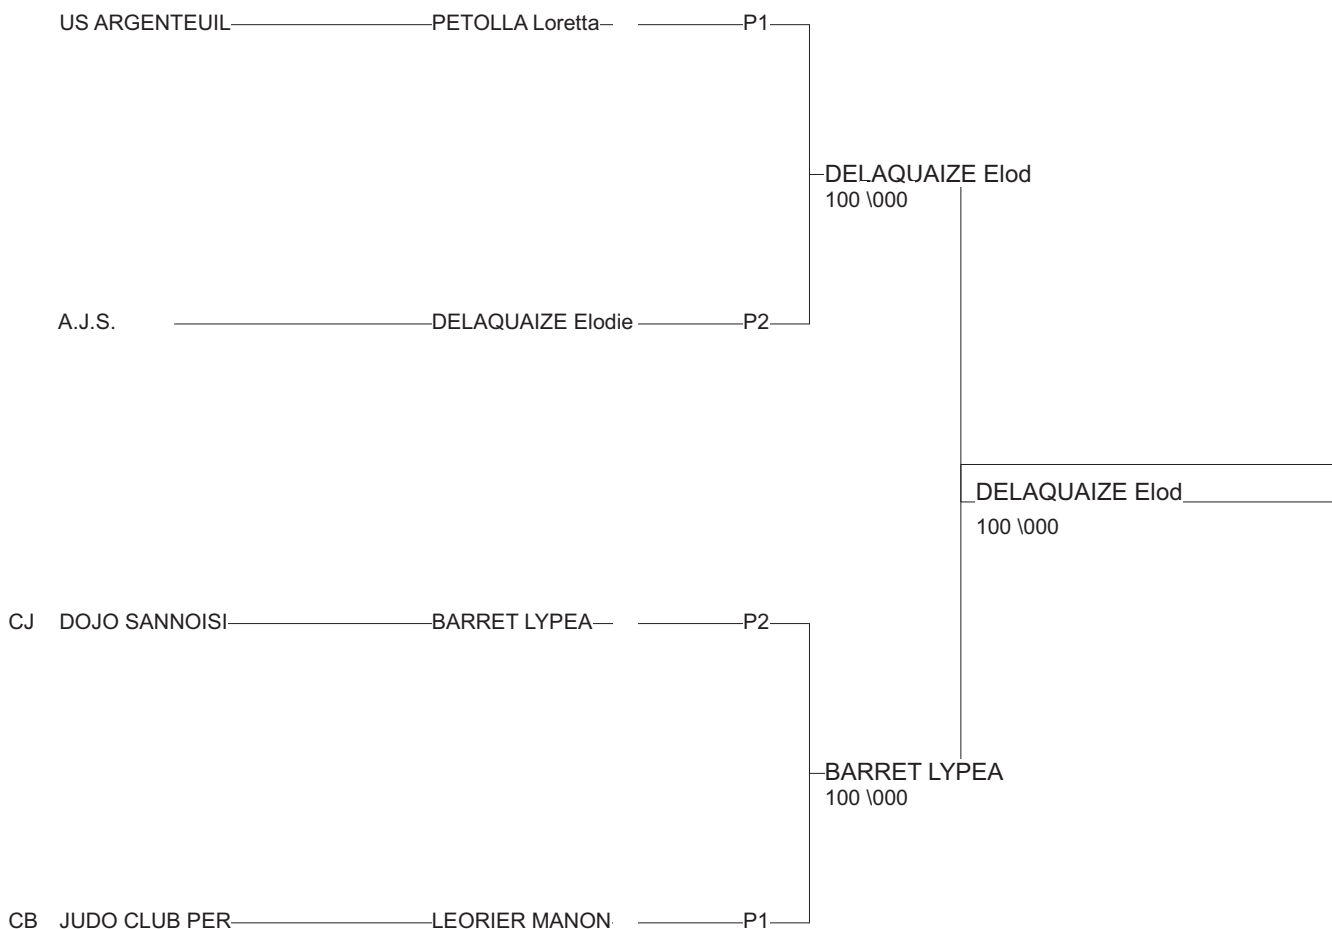 US ARGENTEUIL PETOLLA Loretta P1
DELAQUAIZE Elod
100 \000
A.J.S. DELAQUAIZE Elodie P2
DELAQUAIZE Elod
100 \000
CJ DOJO SANNOISI BARRET LYPEA P2
BARRET LYPEA
100 \000
CB JUDO CLUB PER LEORIER MANON P1